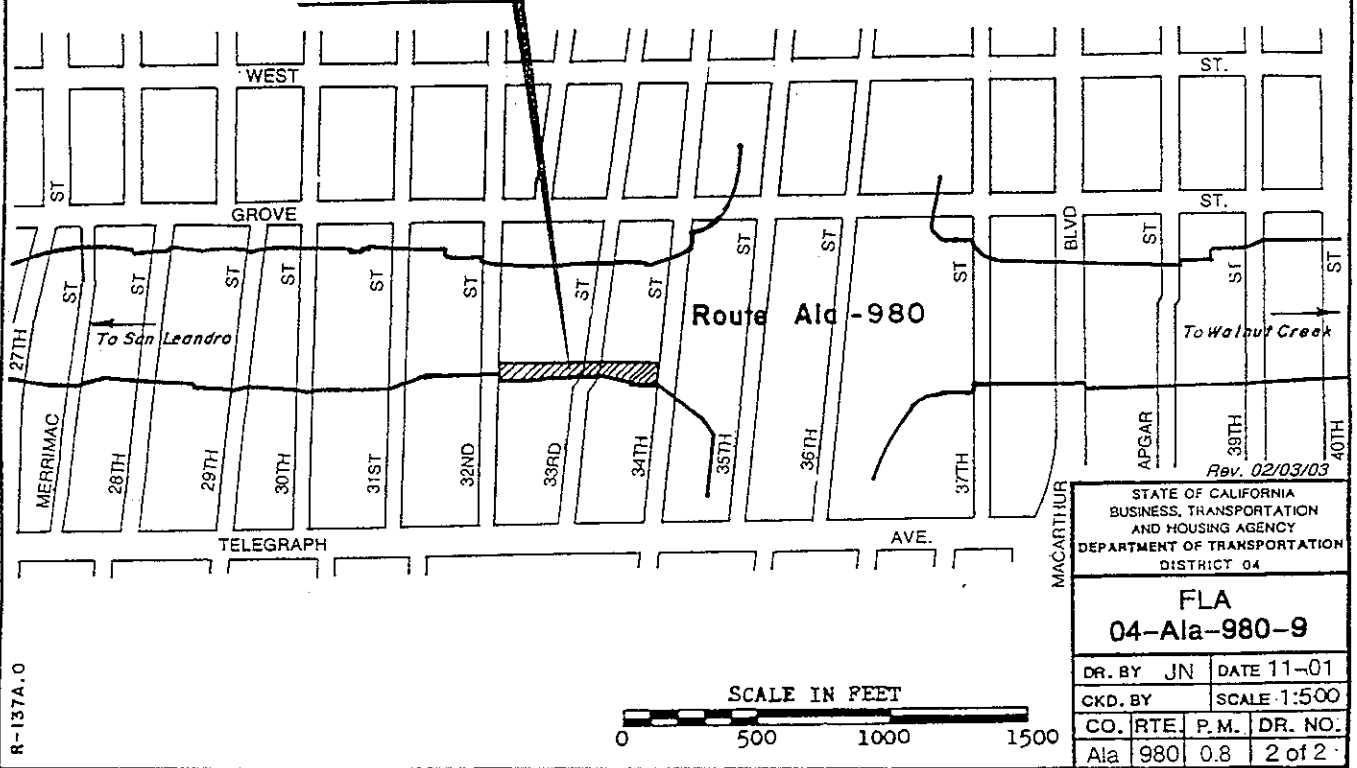 WEST ST.
ST
GROVE ST.
ST
ST
ST
ST
ST
ST
ST
ST
ST
ST
ST
BLVD
ST
ST
ST
27TH
To San Leandro
Route Ala-980
To Walnut Creek
MERRIMAC
28TH
29TH
30TH
31ST
32ND
33RD
34TH
35TH
36TH
37TH
MACARTHUR
APGAR
39TH
40TH
TELEGRAPH AVE.
Rev. 02/03/03
STATE OF CALIFORNIA
BUSINESS, TRANSPORTATION
AND HOUSING AGENCY
DEPARTMENT OF TRANSPORTATION
DISTRICT 04
FLA
04-Ala-980-9
DR. BY JN DATE 11-01
CKD. BY SCALE 1:500
CO. RTE. P.M. DR. NO.
Ala 980 0.8 2 of 2
SCALE IN FEET
0 500 1000 1500
R-137A.0